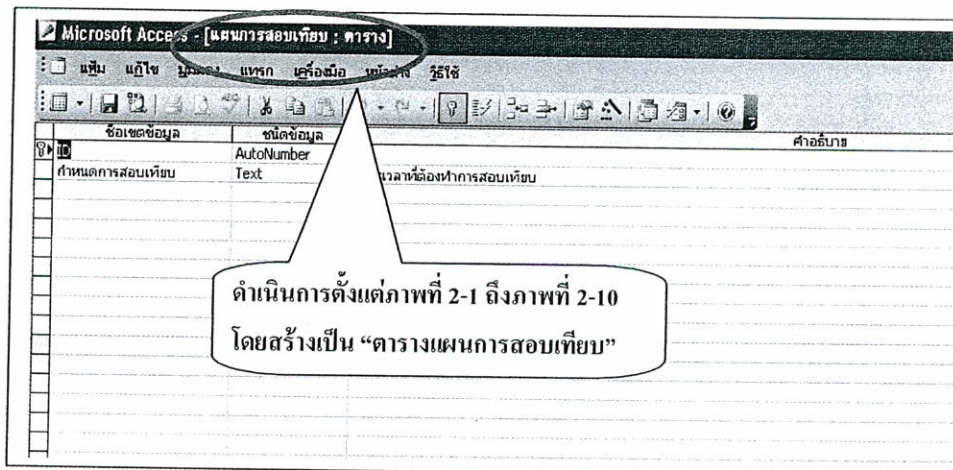 Microsoft Access - [แผนการสอบเทียบ : ตาราง]
แฟ้ม แก้ไข มุมมอง แทรก เครื่องมือ หน้าต่าง วิธีใช้
ชื่อเขตข้อมูล ชนิดข้อมูล คำอธิบาย
ID AutoNumber
กำหนดการสอบเทียบ Text เวลาที่ต้องทำการสอบเทียบ
ดำเนินการตั้งแต่ภาพที่ 2-1 ถึงภาพที่ 2-10
โดยสร้างเป็น “ตารางแผนการสอบเทียบ”